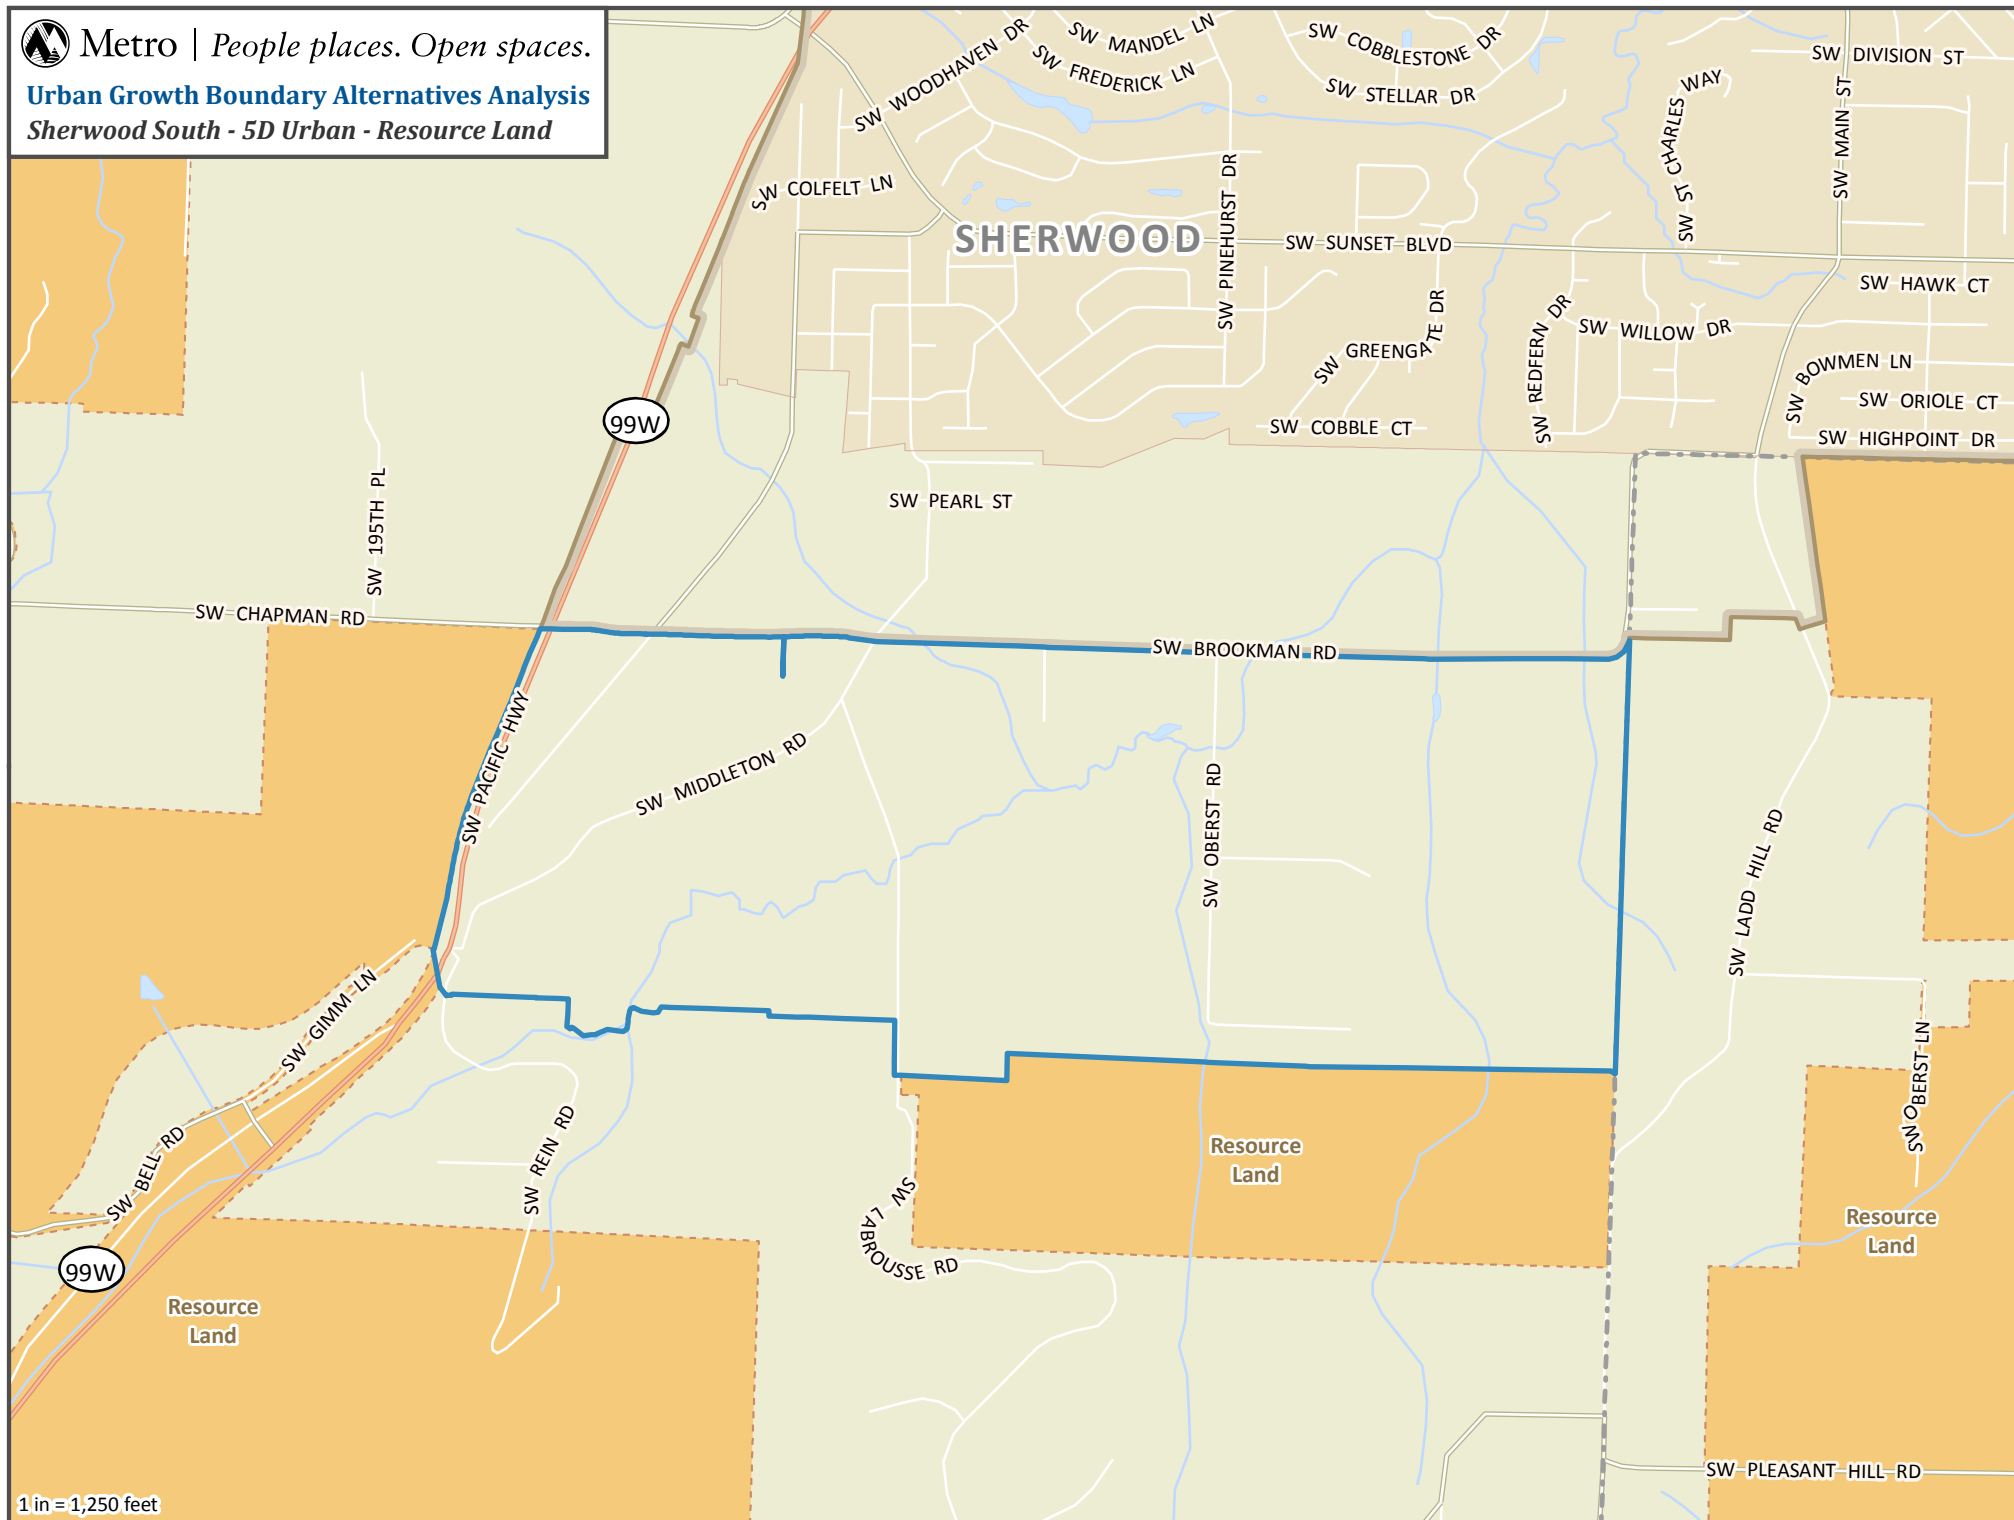 Metro | People places. Open spaces.
Urban Growth Boundary Alternatives Analysis
Sherwood South - 5D Urban - Resource Land
SW WOODHAVEN DR
SW MANDEL LN
SW FREDERICK LN
SW COBBLESTONE DR
SW STELLAR DR
SW ST CHARLES WAY
SW MAIN ST
SW DIVISION ST
SW COLFELT LN
SW PINEHURST DR
SHERWOOD
SW SUNSET BLVD
SW HAWK CT
SW GREENGATE DR
SW REDFERN DR
SW WILLOW DR
SW BOWMEN LN
SW ORIOLE CT
SW COBBLE CT
SW HIGHPOINT DR
99W
SW 195TH PL
SW PEARL ST
SW CHAPMAN RD
SW BROOKMAN RD
SW PACIFIC HWY
SW MIDDLETON RD
SW OBERST RD
SW LADD HILL RD
SW GIMM LN
SW OBERST LN
SW BELL RD
SW REIN RD
Resource
Land
SW LABROUSSE RD
Resource
Land
99W
Resource
Land
SW PLEASANT HILL RD
1 in = 1,250 feet